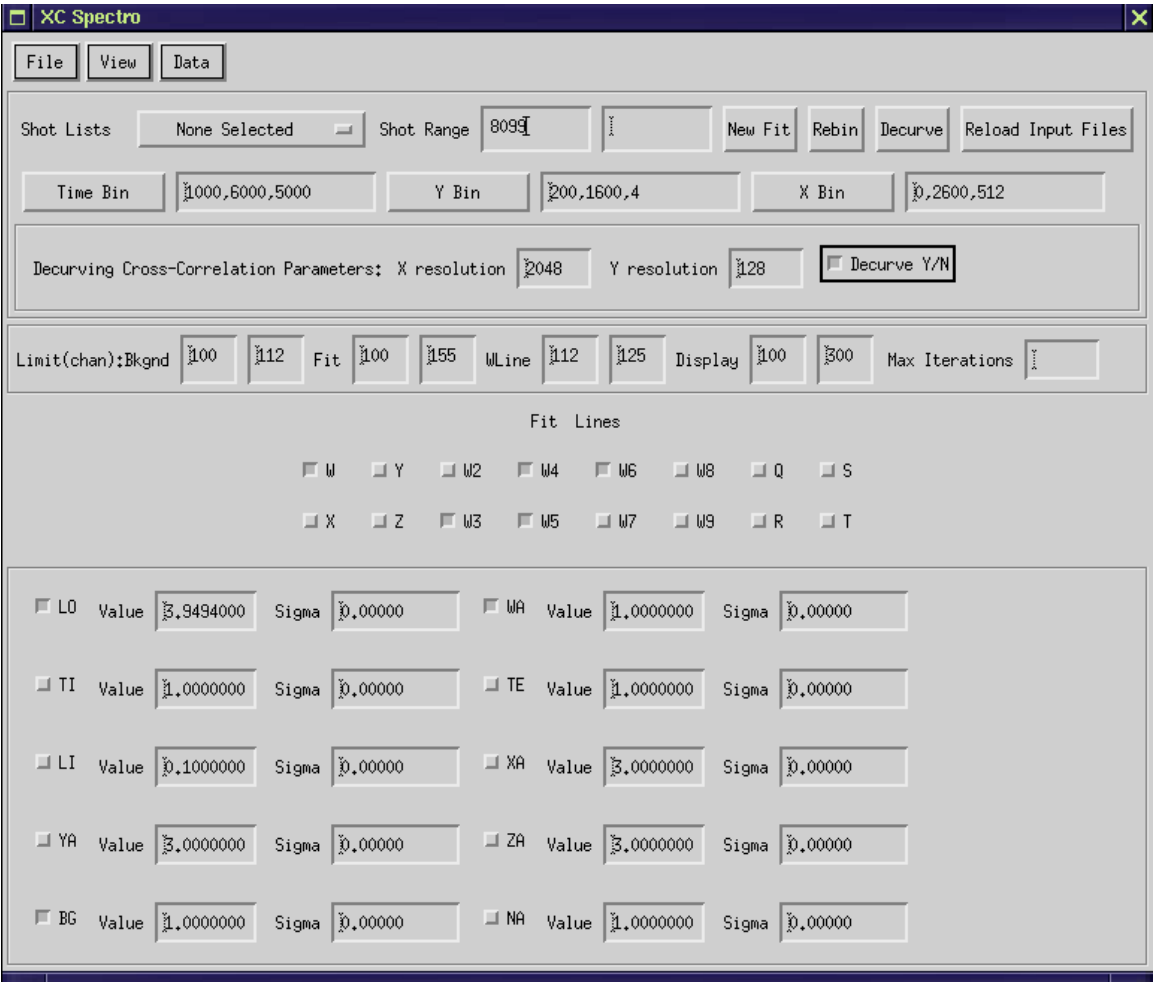 XC Spectro
File View Data
Shot Lists None Selected Shot Range 8099 New Fit Rebin Decurve Reload Input Files
Time Bin 1000,6000,5000 Y Bin 200,1600,4 X Bin 0,2600,512
Decurving Cross-Correlation Parameters: X resolution 2048 Y resolution 128 Decurve Y/N
Limit(chan):Bkgnd 100 112 Fit 100 155 WLine 112 125 Display 100 300 Max Iterations
Fit Lines
W Y W2 W4 W6 W8 Q S
X Z W3 W5 W7 W9 R T
LO Value 3.9494000 Sigma 0.00000 WA Value 1.0000000 Sigma 0.00000
TI Value 1.0000000 Sigma 0.00000 TE Value 1.0000000 Sigma 0.00000
LI Value 0.1000000 Sigma 0.00000 XA Value 3.0000000 Sigma 0.00000
YA Value 3.0000000 Sigma 0.00000 ZA Value 3.0000000 Sigma 0.00000
BG Value 1.0000000 Sigma 0.00000 NA Value 1.0000000 Sigma 0.00000